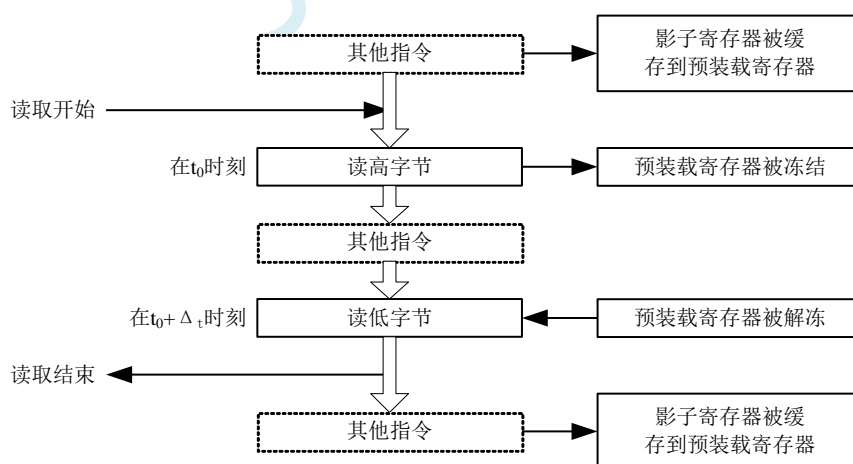 其他指令
影子寄存器被缓
存到预装载寄存器
读取开始
在t₀时刻
读高字节
预装载寄存器被冻结
其他指令
在t₀+Δₜ时刻
读低字节
预装载寄存器被解冻
读取结束
其他指令
影子寄存器被缓
存到预装载寄存器